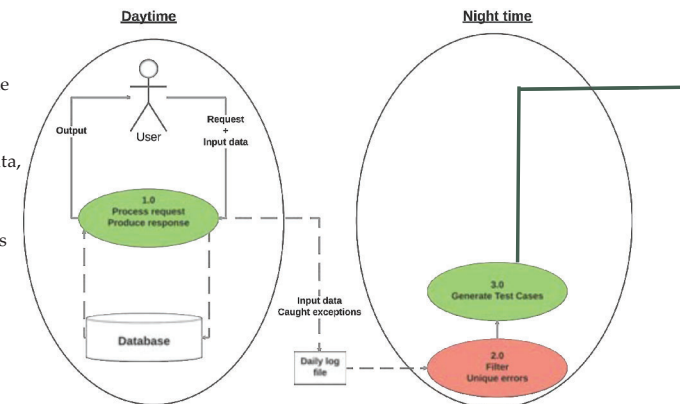 Daytime
Night time
e
ata,
s
Output
User
Request
+
Input data
1.0
Process request
Produce response
Database
Input data
Caught exceptions
Daily log
file
3.0
Generate Test Cases
2.0
Filter
Unique errors